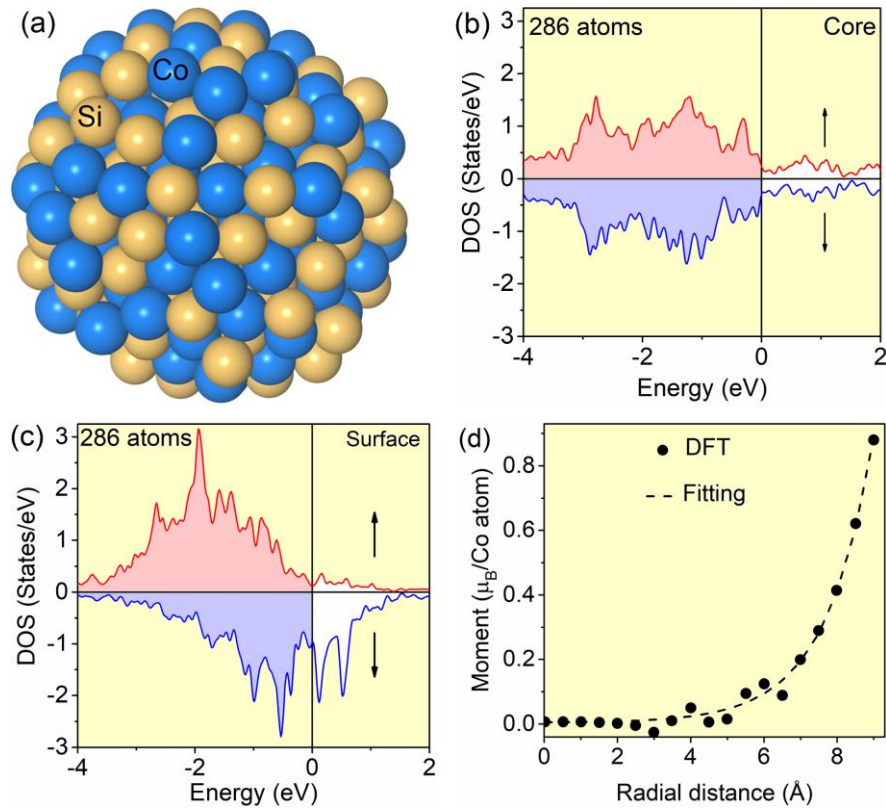 (a)
Co
Si
(b)
286 atoms
Core
DOS (States/eV)
3
2
1
0
-1
-2
-3
-4
-2
0
2
Energy (eV)
(c)
286 atoms
Surface
DOS (States/eV)
3
2
1
0
-1
-2
-3
-4
-2
0
2
Energy (eV)
(d)
DFT
Fitting
Moment (μB/Co atom)
0.8
0.6
0.4
0.2
0.0
0
2
4
6
8
Radial distance (Å)